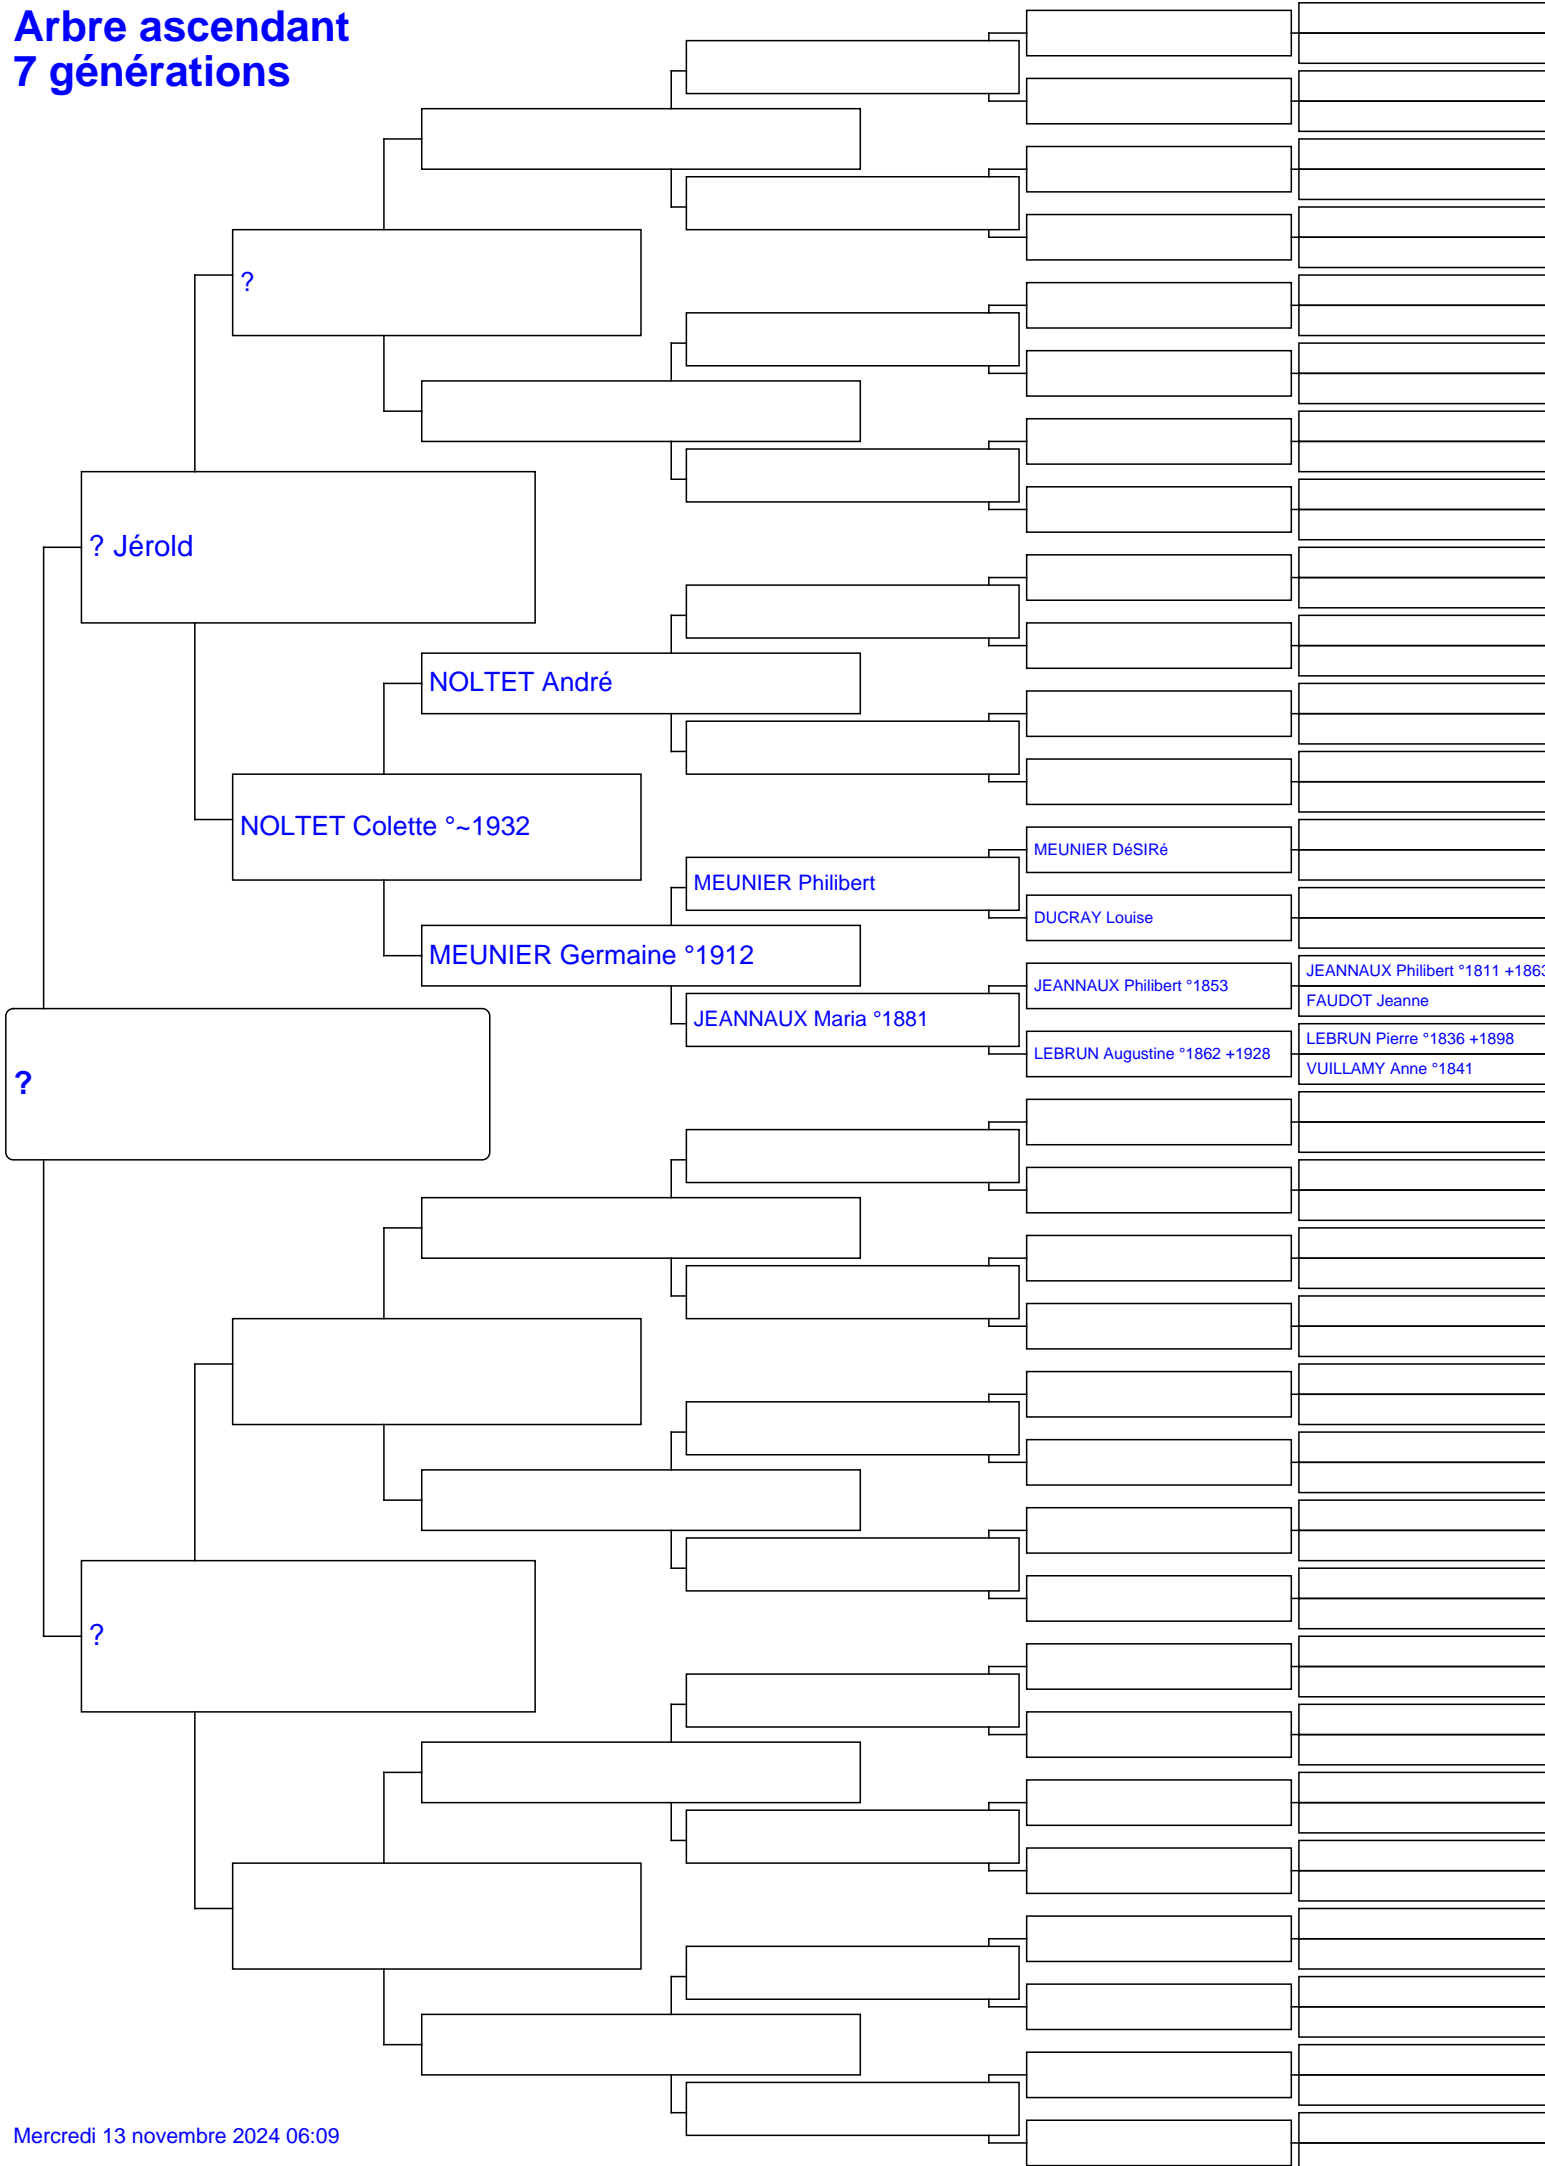 Arbre ascendant
7 générations
?
? Jérold
NOLTET André
NOLTET Colette °~1932
MEUNIER DéSIRé
MEUNIER Philibert
DUCRAY Louise
MEUNIER Germaine °1912
JEANNAUX Philibert °1811 +1863
JEANNAUX Philibert °1853
FAUDOT Jeanne
JEANNAUX Maria °1881
LEBRUN Pierre °1836 +1898
LEBRUN Augustine °1862 +1928
VUILLAMY Anne °1841
?
?
Mercredi 13 novembre 2024 06:09